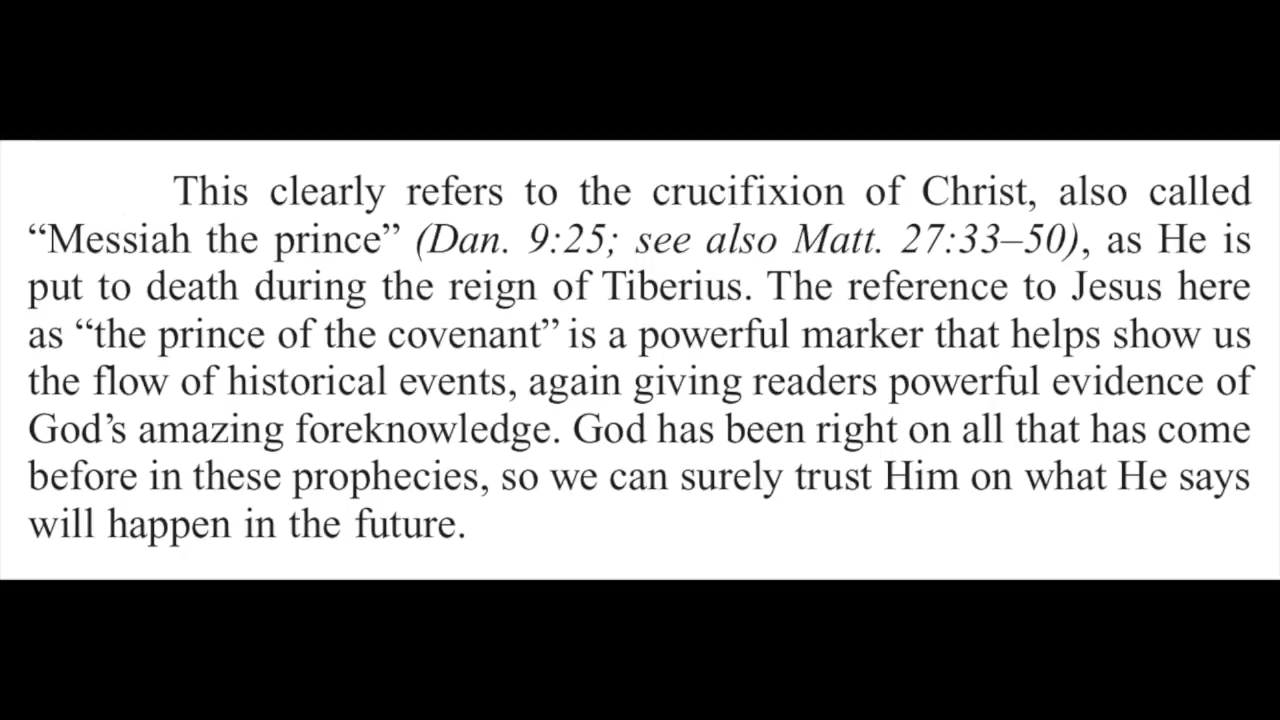 This clearly refers to the crucifixion of Christ, also called
“Messiah the prince” (Dan. 9:25; see also Matt. 27:33–50), as He is
put to death during the reign of Tiberius. The reference to Jesus here
as “the prince of the covenant” is a powerful marker that helps show us
the flow of historical events, again giving readers powerful evidence of
God’s amazing foreknowledge. God has been right on all that has come
before in these prophecies, so we can surely trust Him on what He says
will happen in the future.